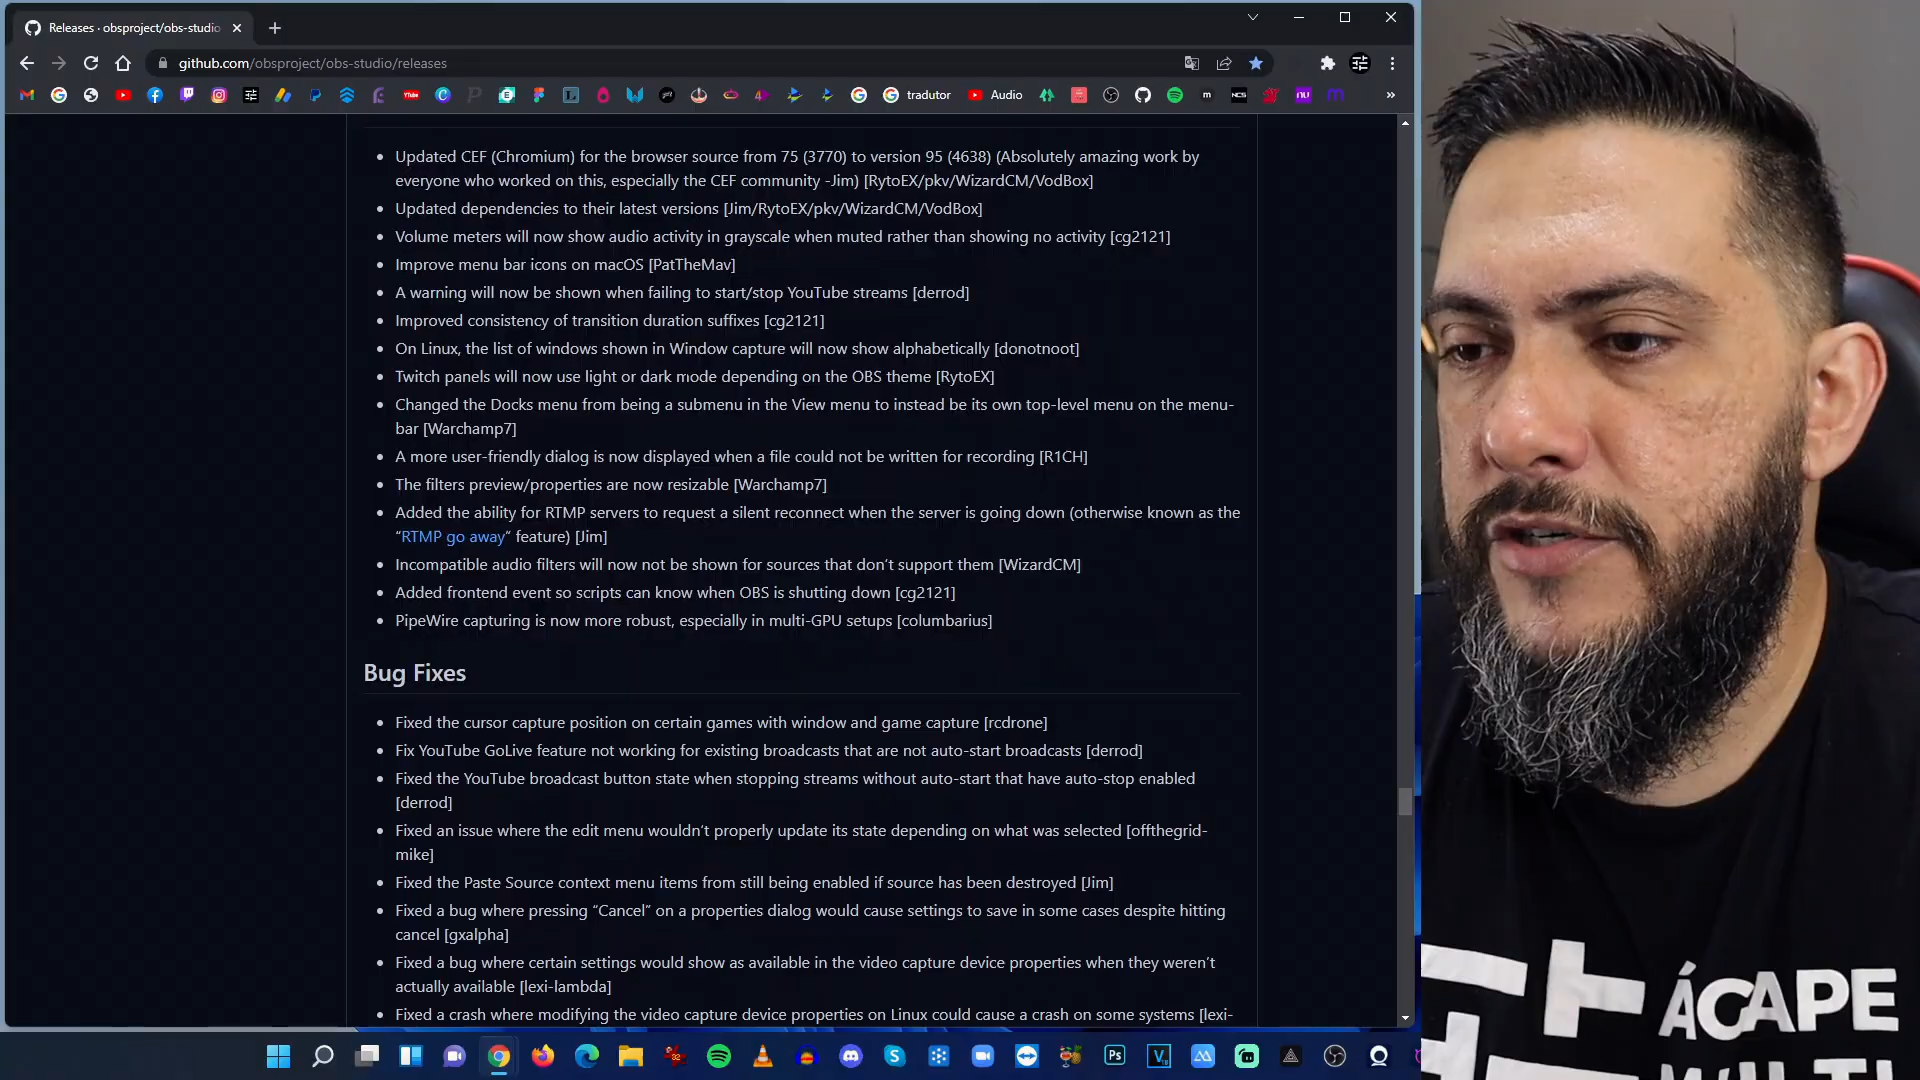 Releases · obsproject/obs-studio
github.com/obsproject/obs-studio/releases
tradutor
Audio
Updated CEF (Chromium) for the browser source from 75 (3770) to version 95 (4638) (Absolutely amazing work by
everyone who worked on this, especially the CEF community -Jim) [RytoEX/pkv/WizardCM/VodBox]
Updated dependencies to their latest versions [Jim/RytoEX/pkv/WizardCM/VodBox]
Volume meters will now show audio activity in grayscale when muted rather than showing no activity [cg2121]
Improve menu bar icons on macOS [PatTheMav]
A warning will now be shown when failing to start/stop YouTube streams [derrod]
Improved consistency of transition duration suffixes [cg2121]
On Linux, the list of windows shown in Window capture will now show alphabetically [donotnoot]
Twitch panels will now use light or dark mode depending on the OBS theme [RytoEX]
Changed the Docks menu from being a submenu in the View menu to instead be its own top-level menu on the menu-
bar [Warchamp7]
A more user-friendly dialog is now displayed when a file could not be written for recording [R1CH]
The filters preview/properties are now resizable [Warchamp7]
Added the ability for RTMP servers to request a silent reconnect when the server is going down (otherwise known as the
“RTMP go away” feature) [Jim]
Incompatible audio filters will now not be shown for sources that don’t support them [WizardCM]
Added frontend event so scripts can know when OBS is shutting down [cg2121]
PipeWire capturing is now more robust, especially in multi-GPU setups [columbarius]
Bug Fixes
Fixed the cursor capture position on certain games with window and game capture [rcdrone]
Fix YouTube GoLive feature not working for existing broadcasts that are not auto-start broadcasts [derrod]
Fixed the YouTube broadcast button state when stopping streams without auto-start that have auto-stop enabled
[derrod]
Fixed an issue where the edit menu wouldn’t properly update its state depending on what was selected [offthegrid-
mike]
Fixed the Paste Source context menu items from still being enabled if source has been destroyed [Jim]
Fixed a bug where pressing “Cancel” on a properties dialog would cause settings to save in some cases despite hitting
cancel [gxalpha]
Fixed a bug where certain settings would show as available in the video capture device properties when they weren’t
actually available [lexi-lambda]
Fixed a crash where modifying the video capture device properties on Linux could cause a crash on some systems [lexi-
ÁGAPE